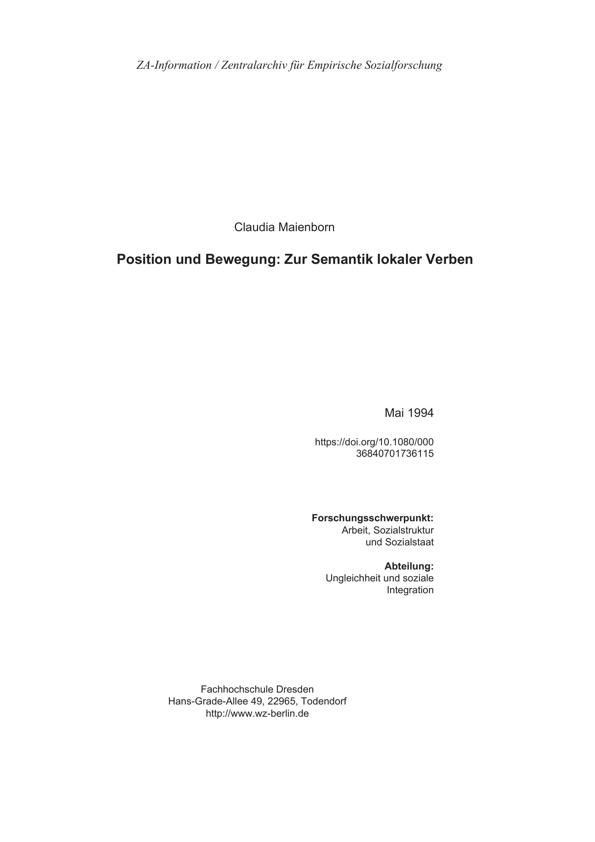 ZA-Information / Zentralarchiv für Empirische Sozialforschung
Claudia Maienborn
Position und Bewegung: Zur Semantik lokaler Verben
Mai 1994
https://doi.org/10.1080/000
36840701736115
Forschungsschwerpunkt:
Arbeit, Sozialstruktur
und Sozialstaat
Abteilung:
Ungleichheit und soziale
Integration
Fachhochschule Dresden
Hans-Grade-Allee 49, 22965, Todendorf
http://www.wz-berlin.de